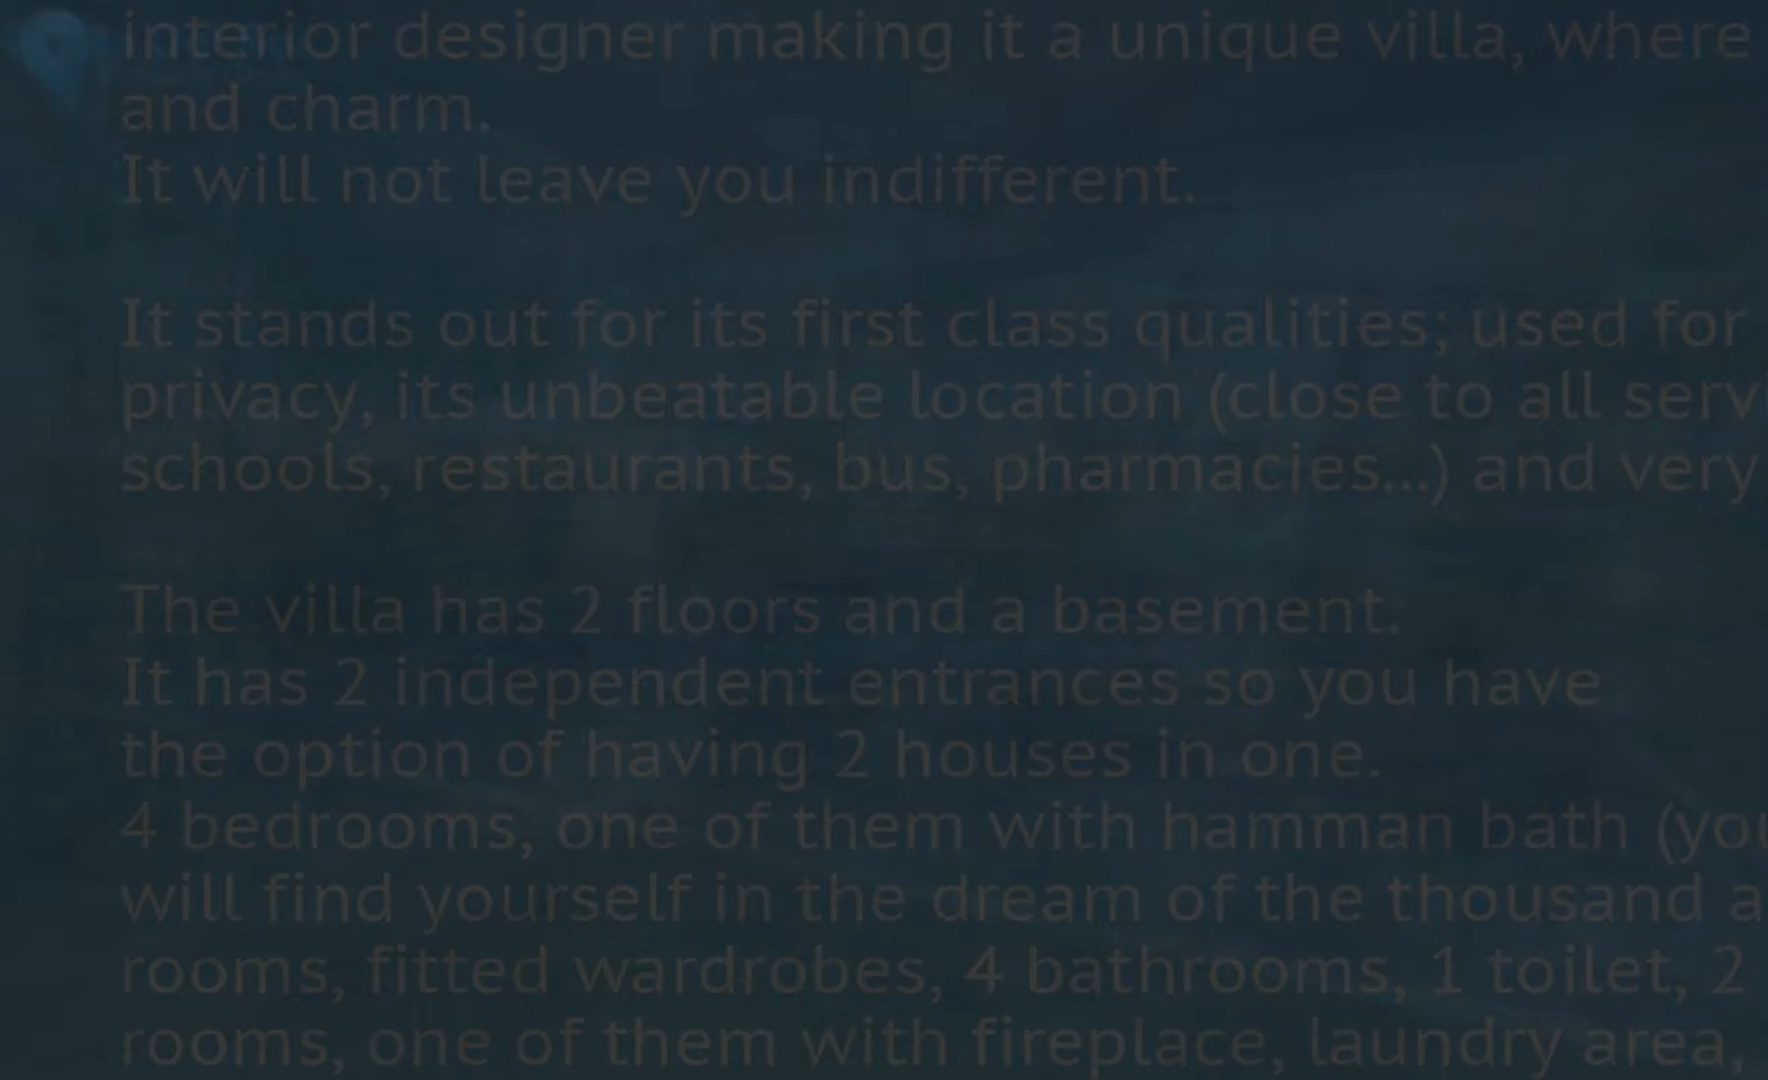 interior designer making it a unique villa, where
and charm.
It will not leave you indifferent.
It stands out for its first class qualities; used for
privacy, its unbeatable location (close to all serv
schools, restaurants, bus, pharmacies...) and very
The villa has 2 floors and a basement.
It has 2 independent entrances so you have
the option of having 2 houses in one.
4 bedrooms, one of them with hamman bath (you
will find yourself in the dream of the thousand a
rooms, fitted wardrobes, 4 bathrooms, 1 toilet, 2
rooms, one of them with fireplace, laundry area,